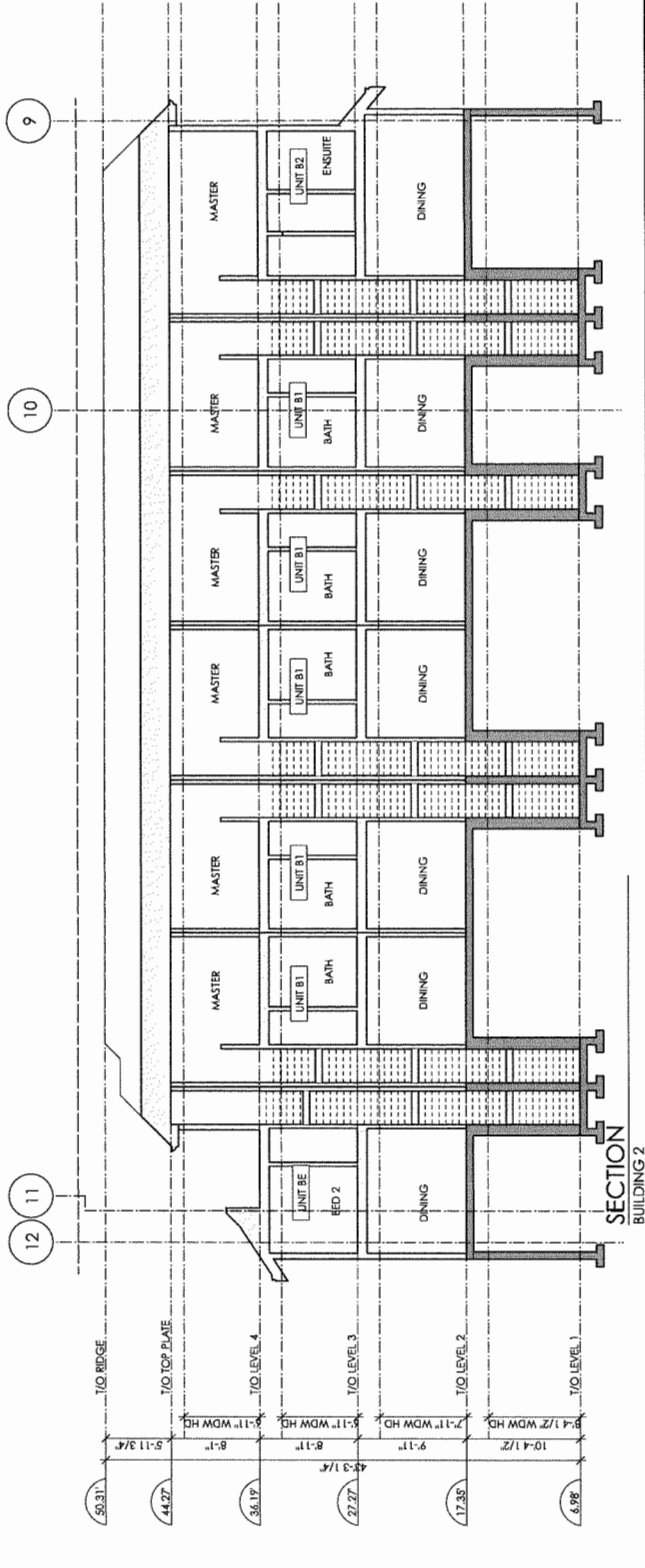 12
11
10
9
T/O RIDGE
50.31'
5'-11 3/4"
T/O TOP PLATE
44.27'
8'-1"
6'-11" WDW HD
MASTER
MASTER
MASTER
MASTER
MASTER
MASTER
MASTER
T/O LEVEL 4
36.19'
8'-11"
6'-11" WDW HD
UNIT BE
BED 2
UNIT B1
BATH
UNIT B1
BATH
UNIT B1
BATH
UNIT B1
BATH
UNIT B1
BATH
UNIT B2
ENSUITE
T/O LEVEL 3
27.27'
9'-11"
7'-11" WDW HD
DINING
DINING
DINING
DINING
DINING
DINING
DINING
T/O LEVEL 2
17.35'
10'-4 1/2"
8'-4 1/2" WDW HD
T/O LEVEL 1
6.98'
43'-3 1/4"
SECTION
BUILDING 2